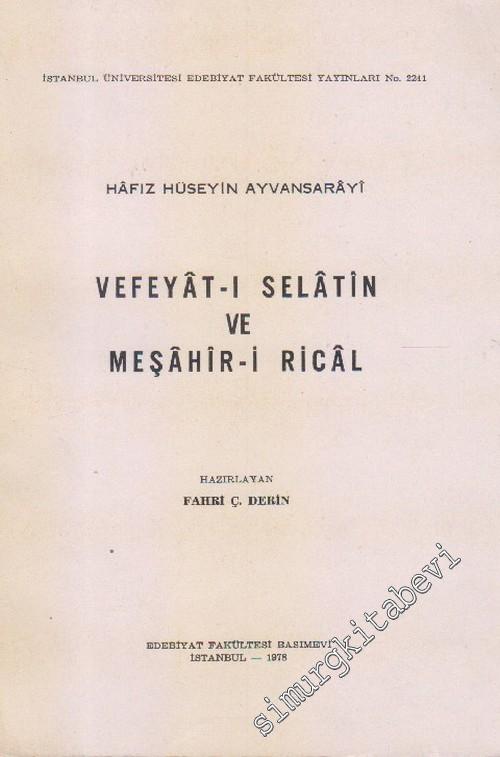 İSTANBUL ÜNİVERSİTESİ EDEBİYAT FAKÜLTESİ YAYINLARI No. 2241
HÂFIZ HÜSEYİN AYVANSARÂYÎ
VEFEYÂT-I SELÂTÎN
VE
MEŞÂHÎR-İ RİCÂL
HAZIRLAYAN
FAHRİ Ç. DERİN
EDEBİYAT FAKÜLTESİ BASIMEVİ
İSTANBUL — 1978
simurgkitabevi